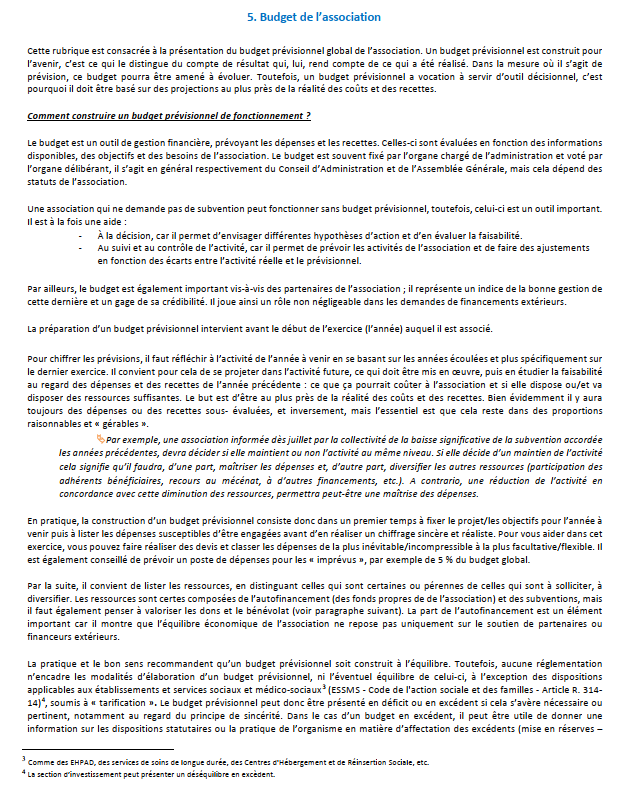 5. Budget de l’association
Cette rubrique est consacrée à la présentation du budget prévisionnel global de l’association. Un budget prévisionnel est construit pour
l’avenir, c’est ce qui le distingue du compte de résultat qui, lui, rend compte de ce qui a été réalisé. Dans la mesure où il s’agit de
prévision, ce budget pourra être amené à évoluer. Toutefois, un budget prévisionnel a vocation à servir d’outil décisionnel, c’est
pourquoi il doit être basé sur des projections au plus près de la réalité des coûts et des recettes.
Comment construire un budget prévisionnel de fonctionnement ?
Le budget est un outil de gestion financière, prévoyant les dépenses et les recettes. Celles-ci sont évaluées en fonction des informations
disponibles, des objectifs et des besoins de l’association. Le budget est souvent fixé par l’organe chargé de l’administration et voté par
l’organe délibérant, il s’agit en général respectivement du Conseil d’Administration et de l’Assemblée Générale, mais cela dépend des
statuts de l’association.
Une association qui ne demande pas de subvention peut fonctionner sans budget prévisionnel, toutefois, celui-ci est un outil important.
Il est à la fois une aide :
- À la décision, car il permet d’envisager différentes hypothèses d’action et d’en évaluer la faisabilité.
- Au suivi et au contrôle de l’activité, car il permet de prévoir les activités de l’association et de faire des ajustements
en fonction des écarts entre l’activité réelle et le prévisionnel.
Par ailleurs, le budget est également important vis-à-vis des partenaires de l’association ; il représente un indice de la bonne gestion de
cette dernière et un gage de sa crédibilité. Il joue ainsi un rôle non négligeable dans les demandes de financements extérieurs.
La préparation d’un budget prévisionnel intervient avant le début de l’exercice (l’année) auquel il est associé.
Pour chiffrer les prévisions, il faut réfléchir à l’activité de l’année à venir en se basant sur les années écoulées et plus spécifiquement sur
le dernier exercice. Il convient pour cela de se projeter dans l’activité future, ce qui doit être mis en œuvre, puis en étudier la faisabilité
au regard des dépenses et des recettes de l’année précédente : ce que ça pourrait coûter à l’association et si elle dispose ou/et va
disposer des ressources suffisantes. Le but est d’être au plus près de la réalité des coûts et des recettes. Bien évidemment il y aura
toujours des dépenses ou des recettes sous- évaluées, et inversement, mais l’essentiel est que cela reste dans des proportions
raisonnables et « gérables ».
Par exemple, une association informée dès juillet par la collectivité de la baisse significative de la subvention accordée
les années précédentes, devra décider si elle maintient ou non l’activité au même niveau. Si elle décide d’un maintien de l’activité
cela signifie qu’il faudra, d’une part, maîtriser les dépenses et, d’autre part, diversifier les autres ressources (participation des
adhérents bénéficiaires, recours au mécénat, à d’autres financements, etc.). A contrario, une réduction de l’activité en
concordance avec cette diminution des ressources, permettra peut-être une maîtrise des dépenses.
En pratique, la construction d’un budget prévisionnel consiste donc dans un premier temps à fixer le projet/les objectifs pour l’année à
venir puis à lister les dépenses susceptibles d’être engagées avant d’en réaliser un chiffrage sincère et réaliste. Pour vous aider dans cet
exercice, vous pouvez faire réaliser des devis et classer les dépenses de la plus inévitable/incompressible à la plus facultative/flexible. Il
est également conseillé de prévoir un poste de dépenses pour les « imprévus », par exemple de 5 % du budget global.
Par la suite, il convient de lister les ressources, en distinguant celles qui sont certaines ou pérennes de celles qui sont à solliciter, à
diversifier. Les ressources sont certes composées de l’autofinancement (des fonds propres de de l’association) et des subventions, mais
il faut également penser à valoriser les dons et le bénévolat (voir paragraphe suivant). La part de l’autofinancement est un élément
important car il montre que l’équilibre économique de l’association ne repose pas uniquement sur le soutien de partenaires ou
financeurs extérieurs.
La pratique et le bon sens recommandent qu’un budget prévisionnel soit construit à l’équilibre. Toutefois, aucune réglementation
n’encadre les modalités d’élaboration d’un budget prévisionnel, ni l’éventuel équilibre de celui-ci, à l’exception des dispositions
applicables aux établissements et services sociaux et médico-sociaux³ (ESSMS - Code de l'action sociale et des familles - Article R. 314-
14)⁴, soumis à « tarification ». Le budget prévisionnel peut donc être présenté en déficit ou en excédent si cela s’avère nécessaire ou
pertinent, notamment au regard du principe de sincérité. Dans le cas d’un budget en excédent, il peut être utile de donner une
information sur les dispositions statutaires ou la pratique de l’organisme en matière d’affectation des excédents (mise en réserves –
³ Comme des EHPAD, des services de soins de longue durée, des Centres d'Hébergement et de Réinsertion Sociale, etc.
⁴ La section d’investissement peut présenter un déséquilibre en excèdent.